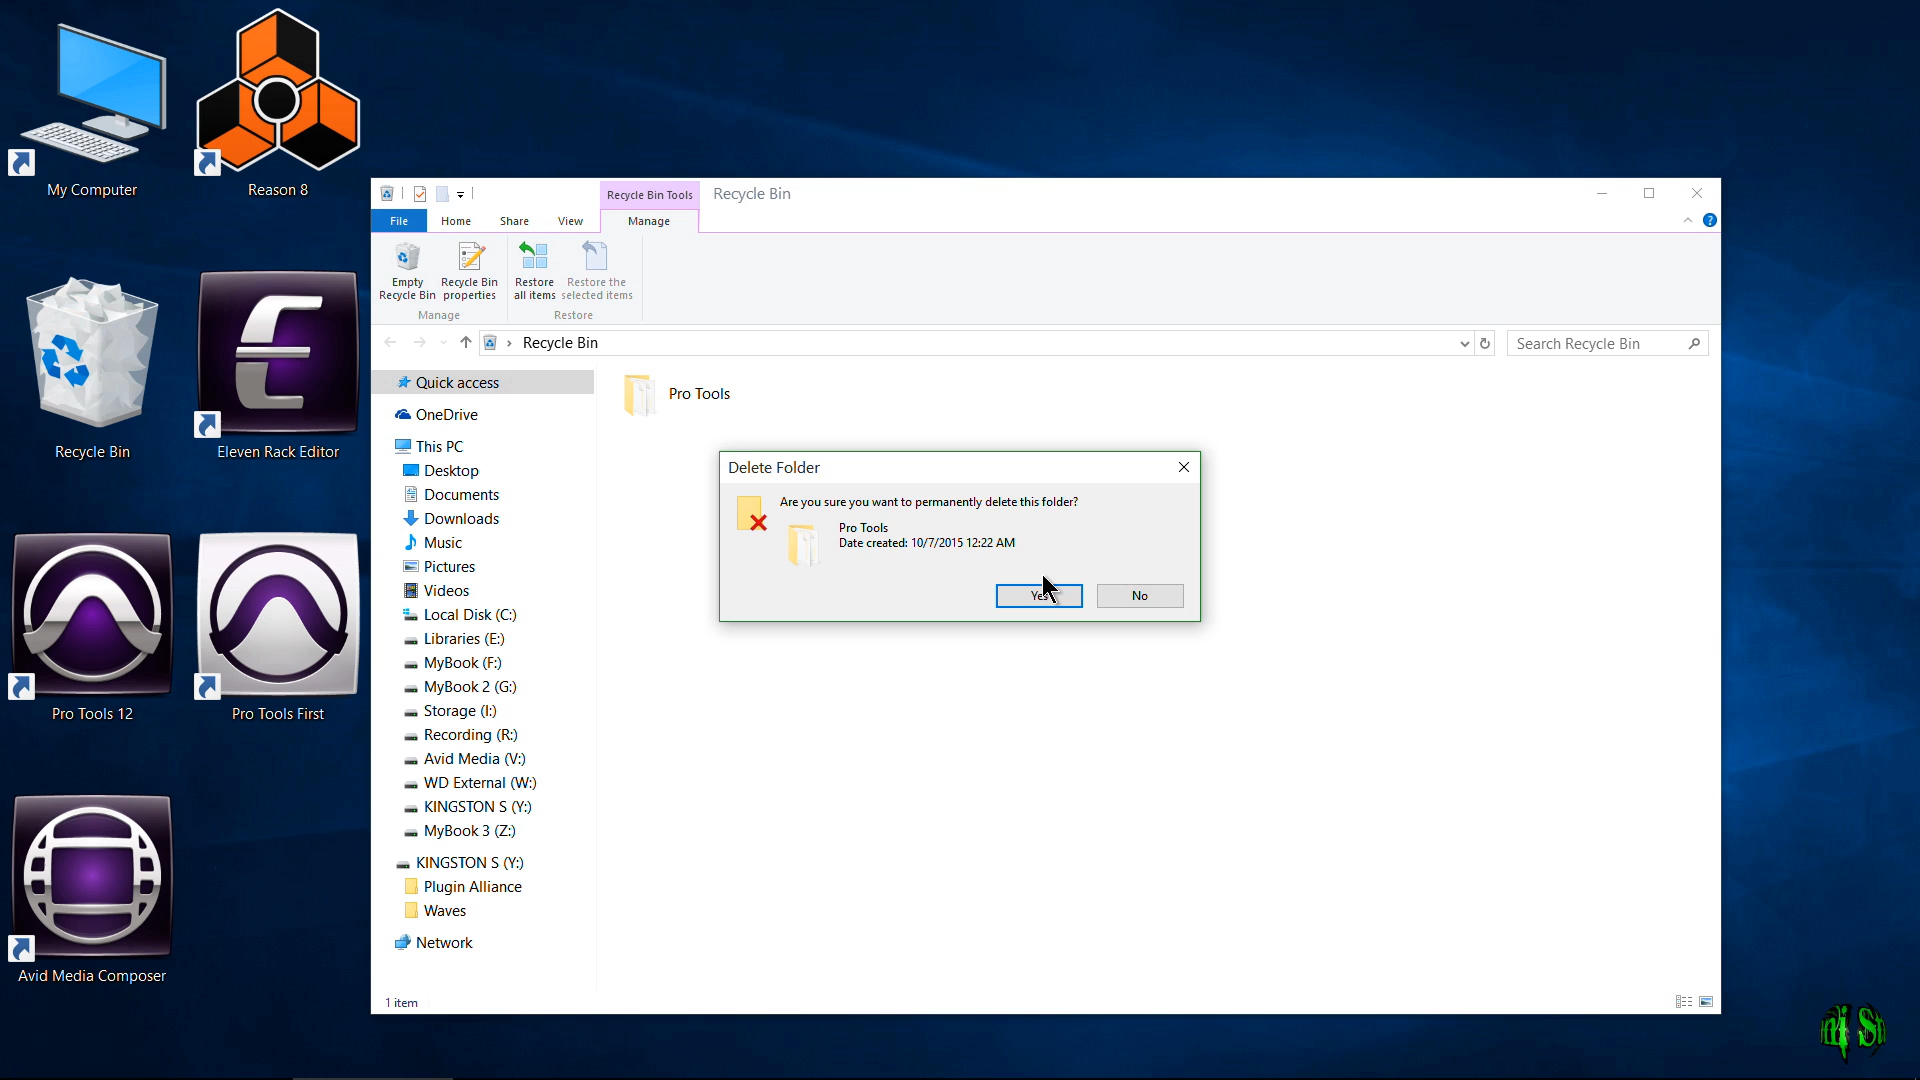 My Computer
Reason 8
Recycle Bin
Eleven Rack Editor
Pro Tools 12
Pro Tools First
Avid Media Composer
Recycle Bin Tools
Recycle Bin
File
Home
Share
View
Manage
Empty
Recycle Bin
Recycle Bin
properties
Restore
all items
Restore the
selected items
Manage
Restore
Recycle Bin
Search Recycle Bin
Quick access
OneDrive
This PC
Desktop
Documents
Downloads
Music
Pictures
Videos
Local Disk (C:)
Libraries (E:)
MyBook (F:)
MyBook 2 (G:)
Storage (I:)
Recording (R:)
Avid Media (V:)
WD External (W:)
KINGSTON S (Y:)
MyBook 3 (Z:)
KINGSTON S (Y:)
Plugin Alliance
Waves
Network
Pro Tools
Delete Folder
Are you sure you want to permanently delete this folder?
Pro Tools
Date created: 10/7/2015 12:22 AM
Yes
No
1 item